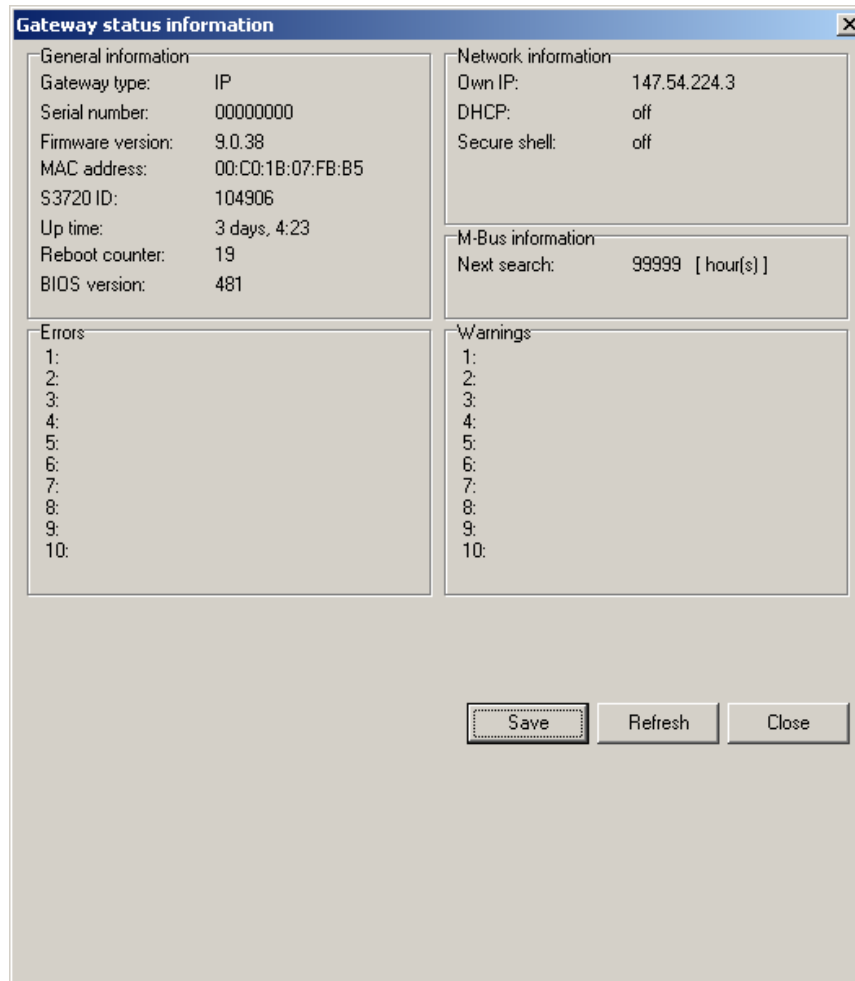 Gateway status information
General information
Gateway type: IP
Serial number: 00000000
Firmware version: 9.0.38
MAC address: 00:C0:1B:07:FB:B5
S3720 ID: 104906
Up time: 3 days, 4:23
Reboot counter: 19
BIOS version: 481
Network information
Own IP: 147.54.224.3
DHCP: off
Secure shell: off
M-Bus information
Next search: 99999 [ hour(s) ]
Errors
1:
2:
3:
4:
5:
6:
7:
8:
9:
10:
Warnings
1:
2:
3:
4:
5:
6:
7:
8:
9:
10:
Save Refresh Close